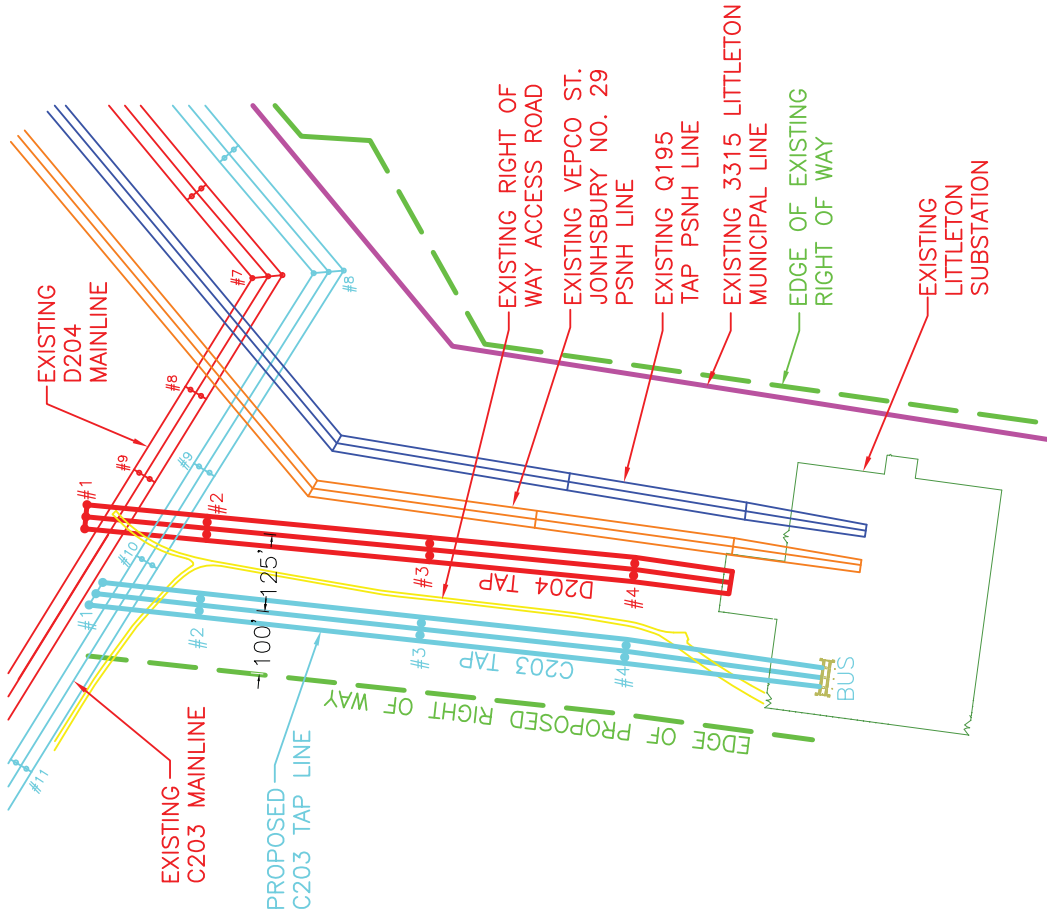 EXISTING
D204
MAINLINE
#7
#8
#8
#9
#9
#1
#2
#10
#1
#2
100'
125'
#3
#3
#4
#4
D204 TAP
C203 TAP
#11
BUS
EXISTING RIGHT OF
WAY ACCESS ROAD
EXISTING VEPCO ST.
JONHSBURY NO. 29
PSNH LINE
EXISTING Q195
TAP PSNH LINE
EXISTING 3315 LITTLETON
MUNICIPAL LINE
EDGE OF EXISTING
RIGHT OF WAY
EXISTING
LITTLETON
SUBSTATION
EDGE OF PROPOSED RIGHT OF WAY
EXISTING
C203 MAINLINE
PROPOSED
C203 TAP LINE